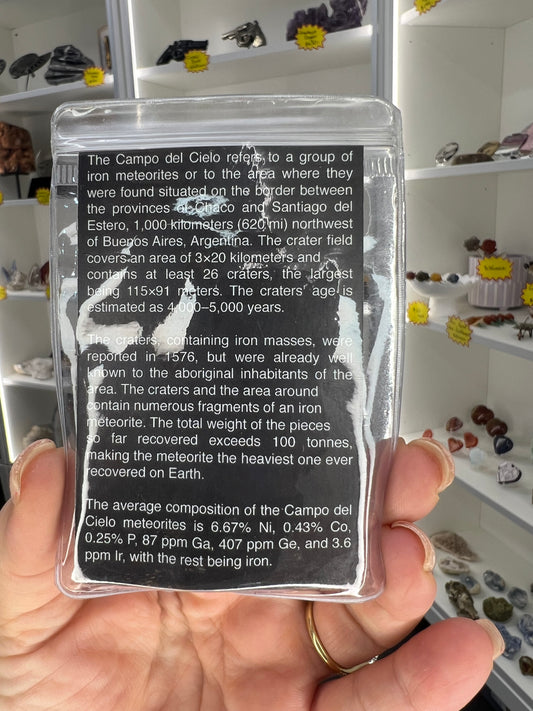 The Campo del Cielo refers to a group of
iron meteorites or to the area where they
were found situated on the border between
the provinces of Chaco and Santiago del
Estero, 1,000 kilometers (620 mi) northwest
of Buenos Aires, Argentina. The crater field
covers an area of 3×20 kilometers and
contains at least 26 craters, the largest
being 115×91 meters. The craters' age is
estimated as 4,000–5,000 years.
The craters, containing iron masses, were
reported in 1576, but were already well
known to the aboriginal inhabitants of the
area. The craters and the area around
contain numerous fragments of an iron
meteorite. The total weight of the pieces
so far recovered exceeds 100 tonnes,
making the meteorite the heaviest one ever
recovered on Earth.
The average composition of the Campo del
Cielo meteorites is 6.67% Ni, 0.43% Co,
0.25% P, 87 ppm Ga, 407 ppm Ge, and 3.6
ppm Ir, with the rest being iron.